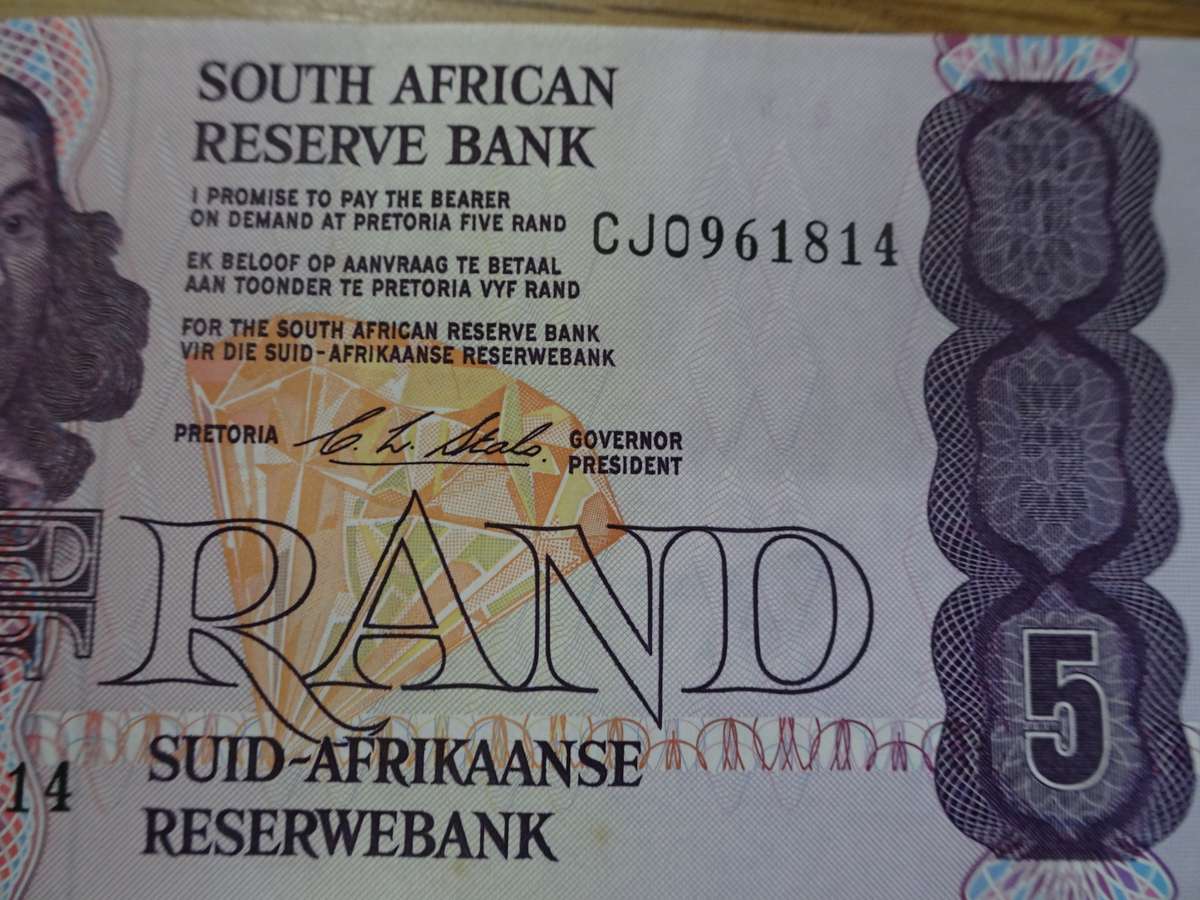 SOUTH AFRICAN
RESERVE BANK
I PROMISE TO PAY THE BEARER
ON DEMAND AT PRETORIA FIVE RAND
CJ0961814
EK BELOOF OP AANVRAAG TE BETAAL
AAN TOONDER TE PRETORIA VYF RAND
FOR THE SOUTH AFRICAN RESERVE BANK
VIR DIE SUID-AFRIKAANSE RESERWEBANK
PRETORIA C. L. Stals. GOVERNOR
PRESIDENT
RAND
5
SUID-AFRIKAANSE
RESERWEBANK
14